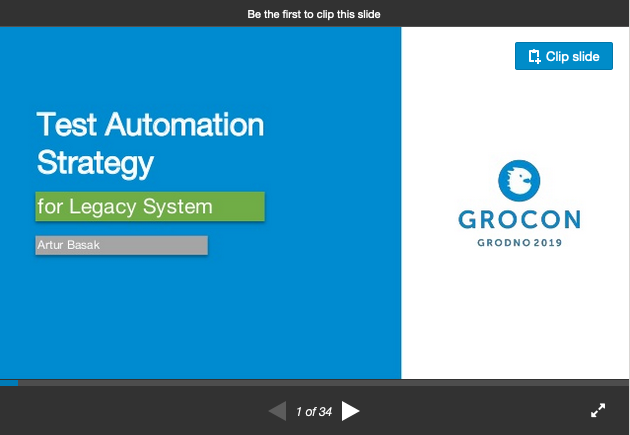 Be the first to clip this slide
Clip slide
Test Automation
Strategy
for Legacy System
Artur Basak
GROCON
GRODNO 2019
1 of 34